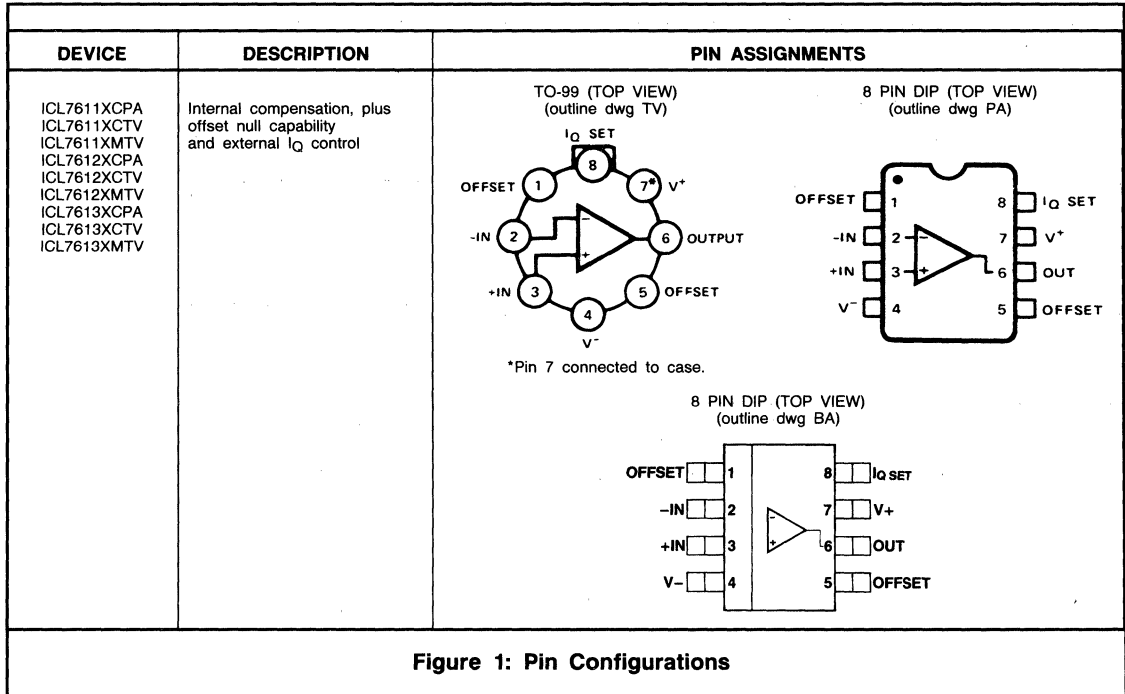 DEVICE
DESCRIPTION
PIN ASSIGNMENTS
ICL7611XCPA
ICL7611XCTV
ICL7611XMTV
ICL7612XCPA
ICL7612XCTV
ICL7612XMTV
ICL7613XCPA
ICL7613XCTV
ICL7613XMTV
Internal compensation, plus
offset null capability
and external IQ control
TO-99 (TOP VIEW)
(outline dwg TV)
IQ SET
8
OFFSET 1
7* V+
-IN 2
-
+
6 OUTPUT
+IN 3
5 OFFSET
4
V-
*Pin 7 connected to case.
8 PIN DIP (TOP VIEW)
(outline dwg PA)
OFFSET 1
8 IQ SET
-IN 2 -
7 V+
+IN 3 +
6 OUT
V- 4
5 OFFSET
8 PIN DIP (TOP VIEW)
(outline dwg BA)
OFFSET 1
8 IQ SET
-IN 2
7 V+
-
+
+IN 3
6 OUT
V- 4
5 OFFSET
Figure 1: Pin Configurations